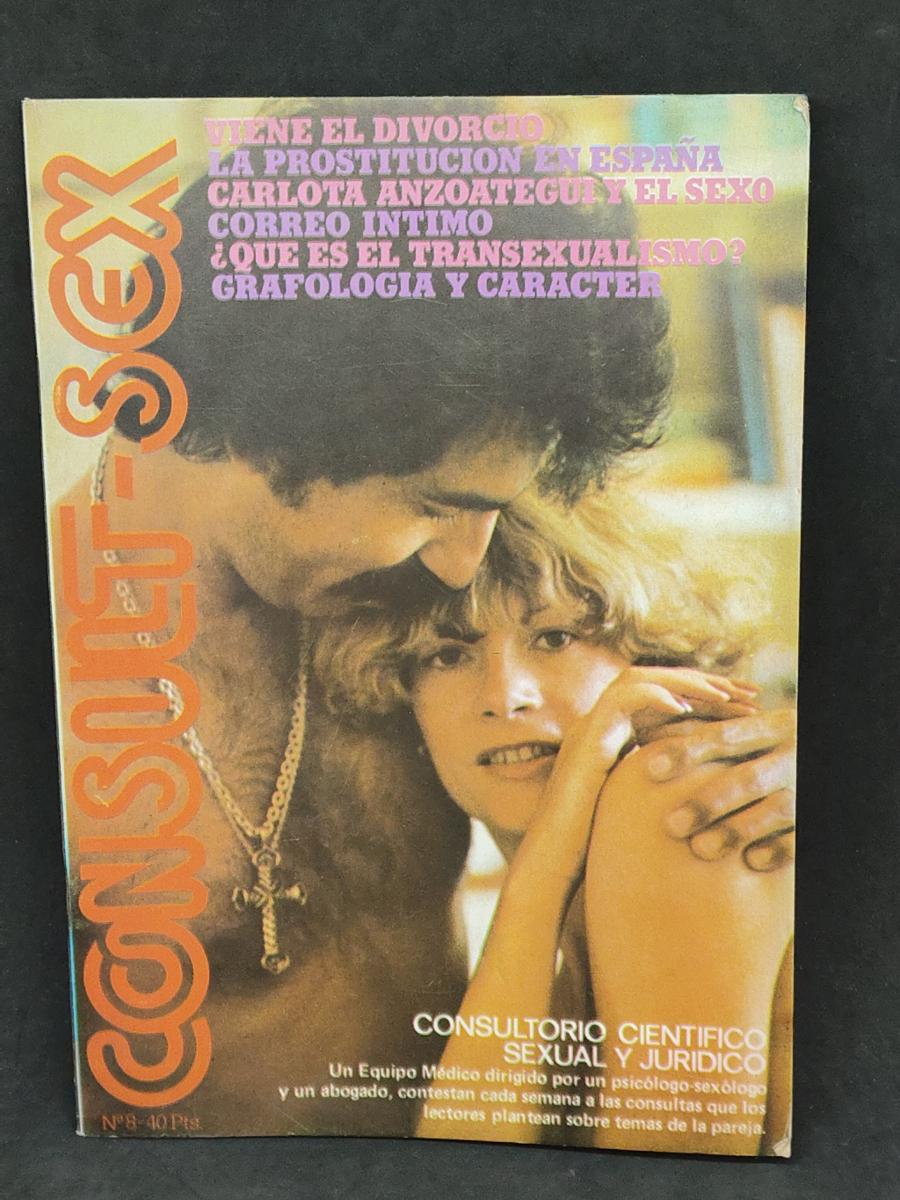 CONSULT-SEX
VIENE EL DIVORCIO
LA PROSTITUCION EN ESPAÑA
CARLOTA ANZOATEGUI Y EL SEXO
CORREO INTIMO
¿QUE ES EL TRANSEXUALISMO?
GRAFOLOGIA Y CARACTER
CONSULTORIO CIENTIFICO
SEXUAL Y JURIDICO
Un Equipo Médico dirigido por un psicólogo-sexólogo
y un abogado, contestan cada semana a las consultas que los
lectores plantean sobre temas de la pareja.
Nº 8-40 Pts.